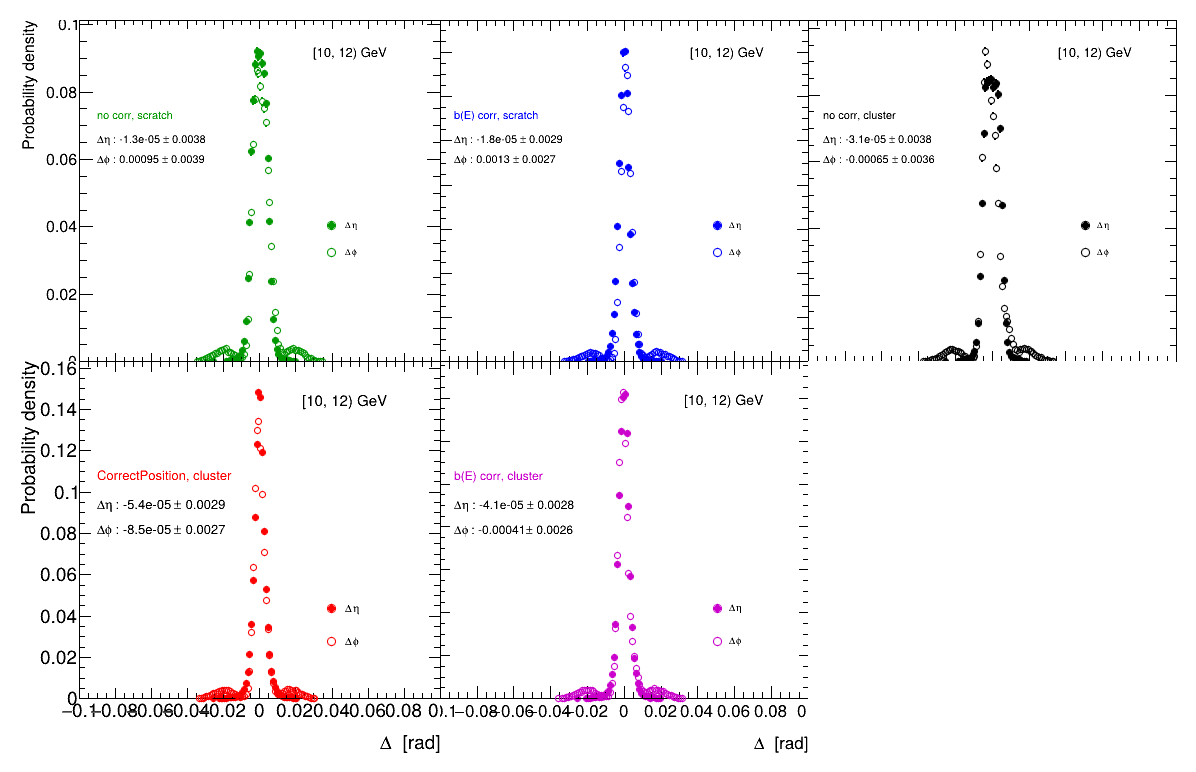 Probability density
0.1
0.08
0.06
0.04
0.02
[10, 12) GeV
no corr, scratch
Δη : -1.3e-05 ± 0.0038
Δϕ : 0.00095 ± 0.0039
Δη
Δϕ
[10, 12) GeV
b(E) corr, scratch
Δη : -1.8e-05 ± 0.0029
Δϕ : 0.0013 ± 0.0027
Δη
Δϕ
[10, 12) GeV
no corr, cluster
Δη : -3.1e-05 ± 0.0038
Δϕ : -0.00065 ± 0.0036
Δη
Δϕ
Probability density
0.16
0.14
0.12
0.1
0.08
0.06
0.04
0.02
0
[10, 12) GeV
CorrectPosition, cluster
Δη : -5.4e-05 ± 0.0029
Δϕ : -8.5e-05 ± 0.0027
Δη
Δϕ
−0.1−0.08−0.06−0.04−0.02 0 0.02 0.04 0.06 0.08 0.1
Δ [rad]
[10, 12) GeV
b(E) corr, cluster
Δη : -4.1e-05 ± 0.0028
Δϕ : -0.00041 ± 0.0026
Δη
Δϕ
−0.08−0.06−0.04−0.02 0 0.02 0.04 0.06 0.08 0
Δ [rad]